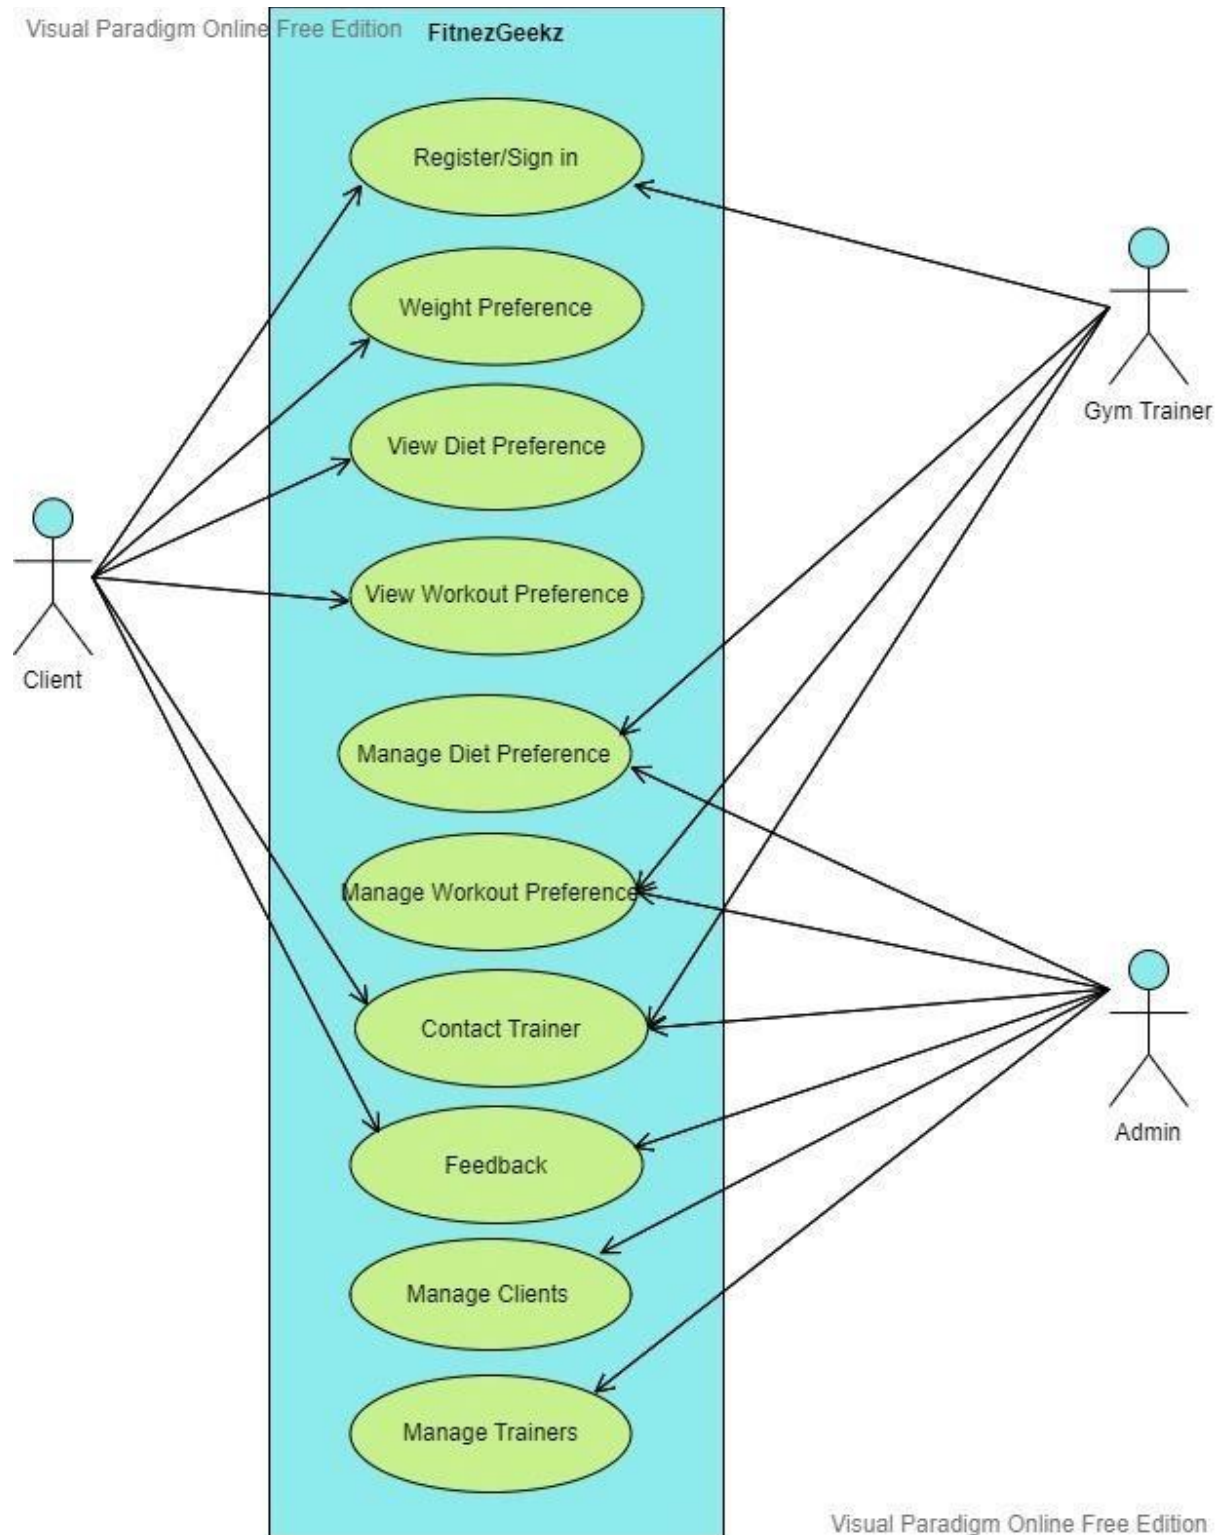 Visual Paradigm Online Free Edition
FitnezGeekz
Register/Sign in
Weight Preference
Gym Trainer
View Diet Preference
View Workout Preference
Client
Manage Diet Preference
Manage Workout Preference
Contact Trainer
Admin
Feedback
Manage Clients
Manage Trainers
Visual Paradigm Online Free Edition